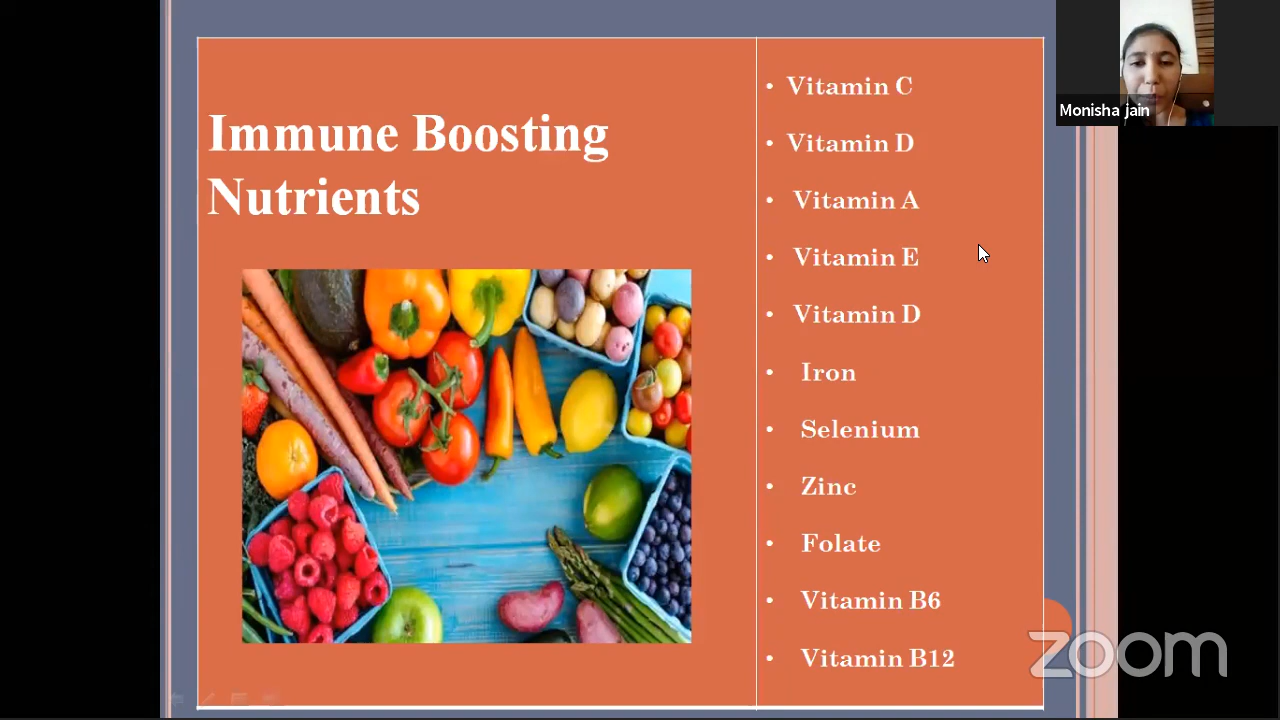 Immune Boosting
Nutrients
• Vitamin C
• Vitamin D
• Vitamin A
• Vitamin E
• Vitamin D
• Iron
• Selenium
• Zinc
• Folate
• Vitamin B6
• Vitamin B12
Monisha jain
zoom